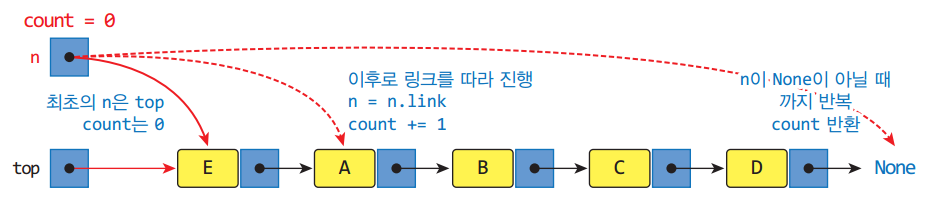 count = 0
n
최초의 n은 top
count는 0
이후로 링크를 따라 진행
n = n.link
count += 1
n이 None이 아닐 때
까지 반복
count 반환
top
E
A
B
C
D
None